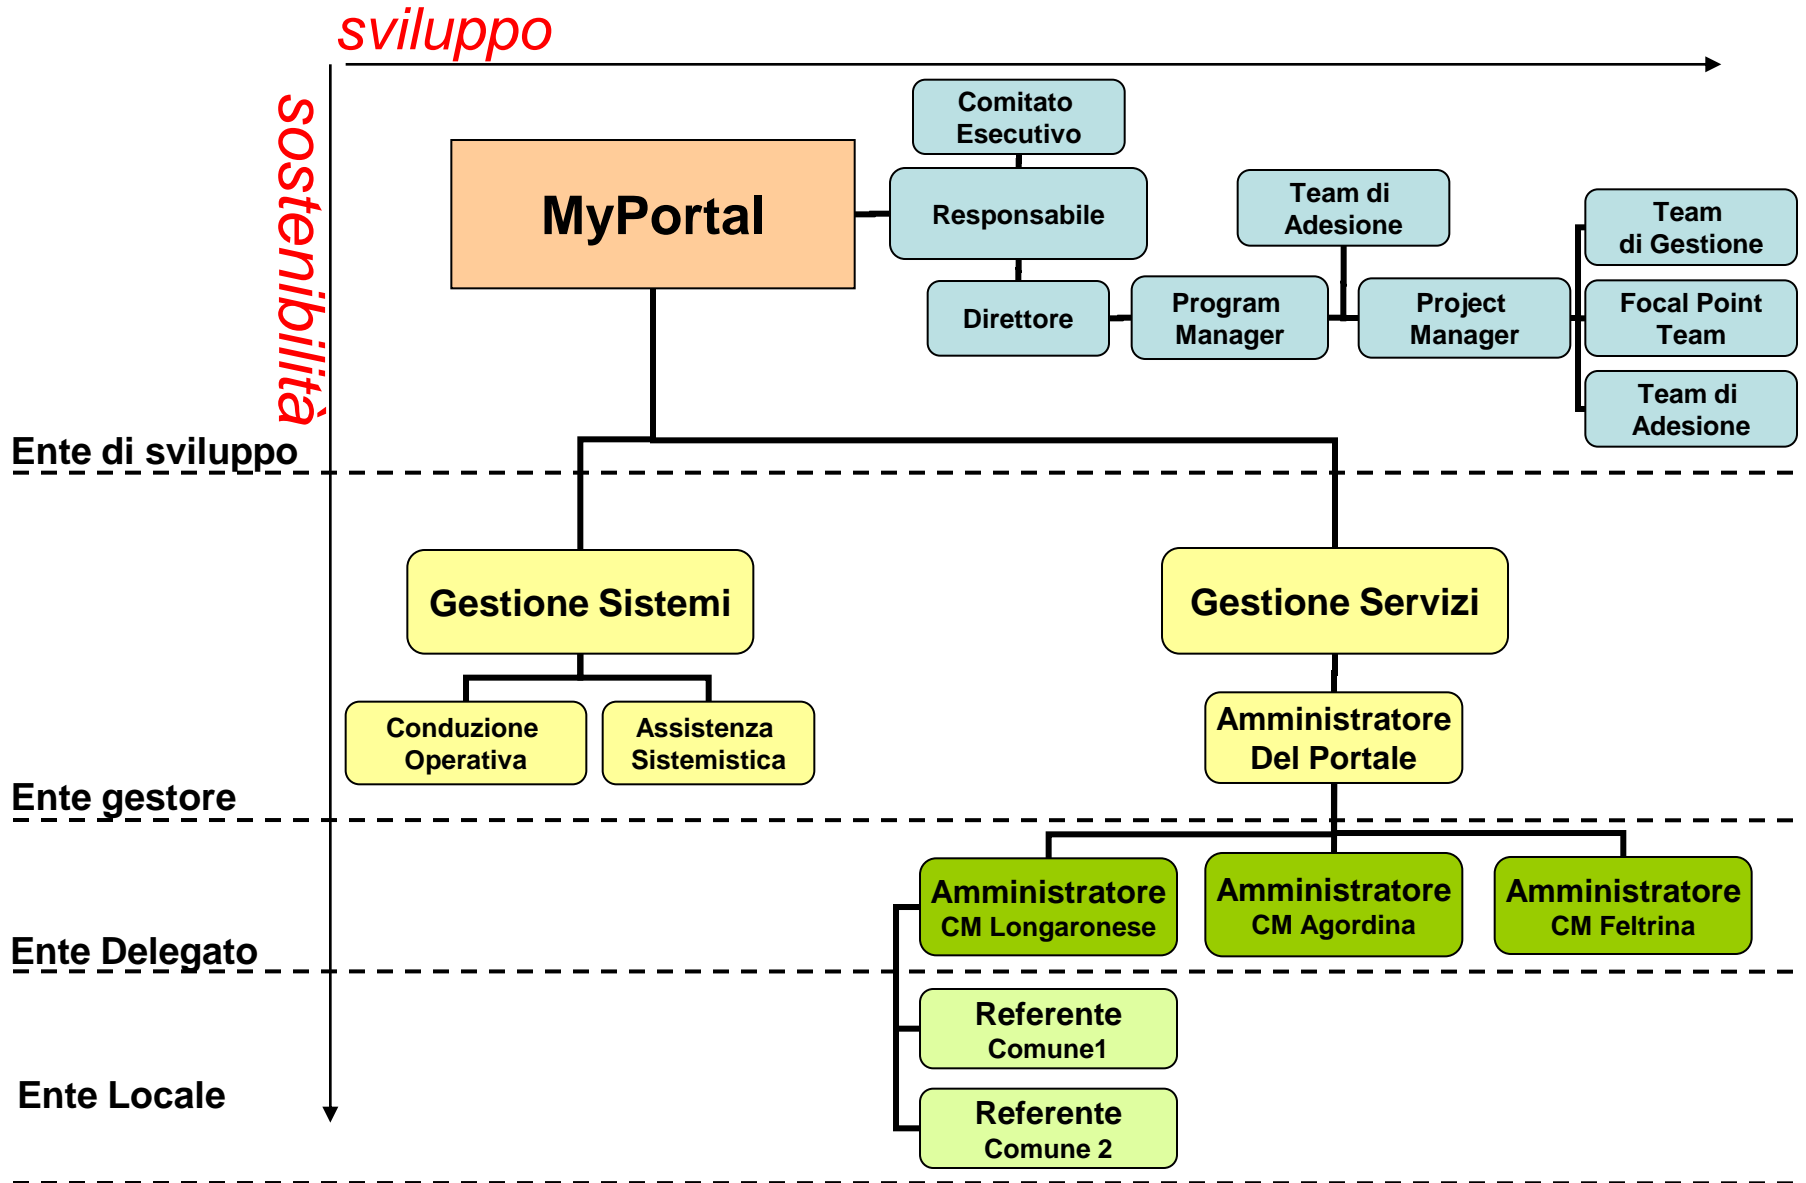 sviluppo
sostenibilità
Comitato
Esecutivo
MyPortal
Responsabile
Team di
Adesione
Team
di Gestione
Direttore
Program
Manager
Project
Manager
Focal Point
Team
Team di
Adesione
Ente di sviluppo
Gestione Sistemi
Gestione Servizi
Conduzione
Operativa
Assistenza
Sistemistica
Amministratore
Del Portale
Ente gestore
Amministratore
CM Longaronese
Amministratore
CM Agordina
Amministratore
CM Feltrina
Ente Delegato
Referente
Comune1
Ente Locale
Referente
Comune 2